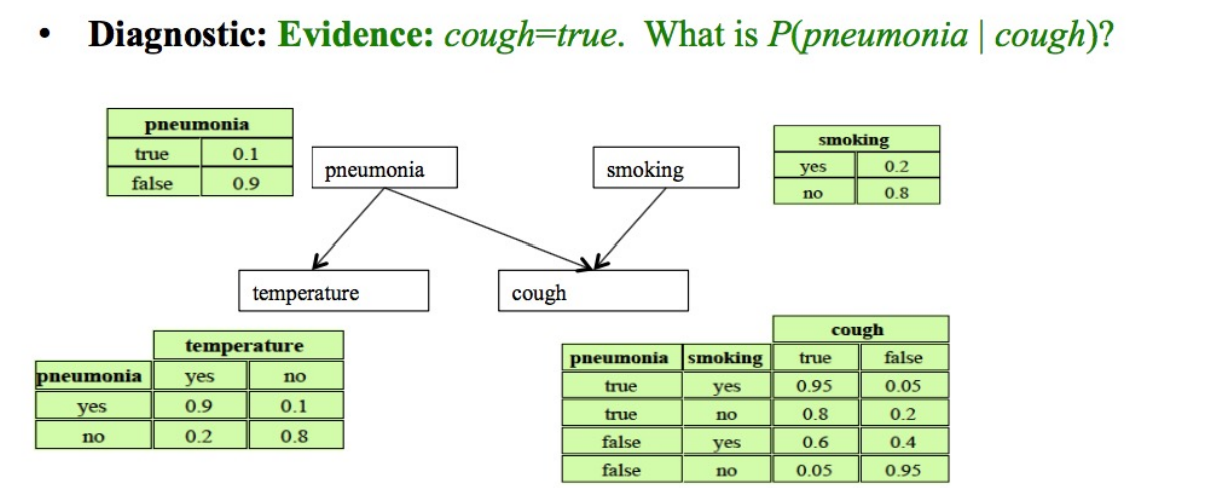 • Diagnostic: Evidence: cough=true. What is P(pneumonia | cough)?
pneumonia
true 0.1
false 0.9
pneumonia
smoking
smoking
yes 0.2
no 0.8
temperature
cough
temperature
pneumonia yes no
yes 0.9 0.1
no 0.2 0.8
cough
pneumonia smoking true false
true yes 0.95 0.05
true no 0.8 0.2
false yes 0.6 0.4
false no 0.05 0.95